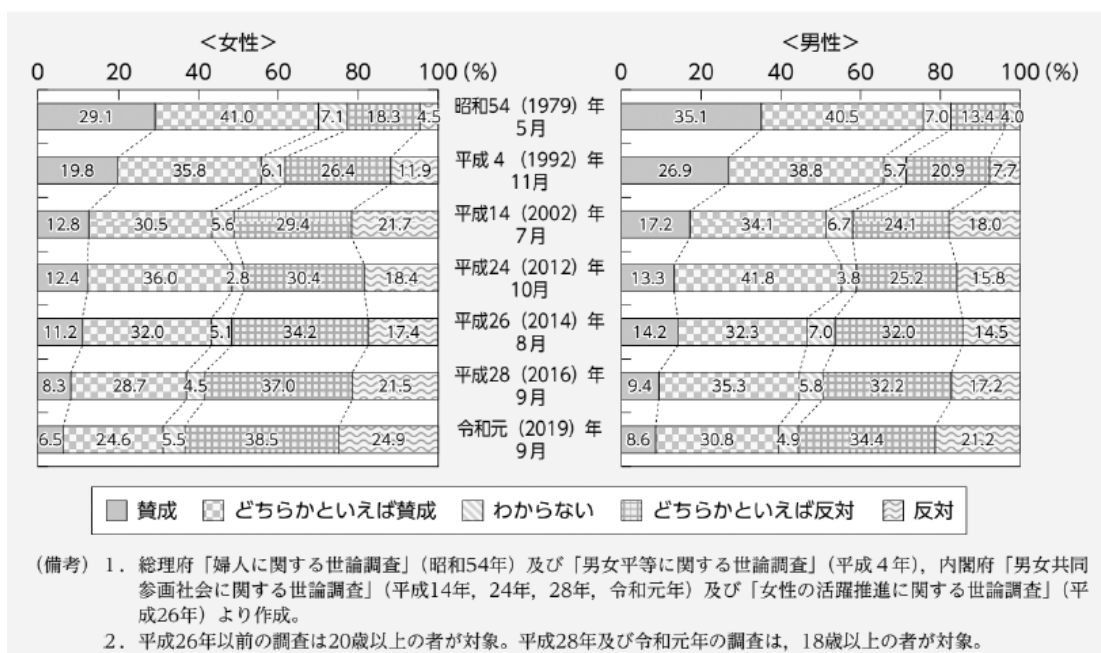 <女性>
<男性>
0 20 40 60 80 100 (%)
0 20 40 60 80 100 (%)
29.1 41.0 7.1 18.3 4.5
昭和54（1979）年
5月
35.1 40.5 7.0 13.4 4.0
19.8 35.8 6.1 26.4 11.9
平成4（1992）年
11月
26.9 38.8 5.7 20.9 7.7
12.8 30.5 5.6 29.4 21.7
平成14（2002）年
7月
17.2 34.1 6.7 24.1 18.0
12.4 36.0 2.8 30.4 18.4
平成24（2012）年
10月
13.3 41.8 3.8 25.2 15.8
11.2 32.0 5.1 34.2 17.4
平成26（2014）年
8月
14.2 32.3 7.0 32.0 14.5
8.3 28.7 4.5 37.0 21.5
平成28（2016）年
9月
9.4 35.3 5.8 32.2 17.2
6.5 24.6 5.5 38.5 24.9
令和元（2019）年
9月
8.6 30.8 4.9 34.4 21.2
賛成 どちらかといえば賛成 わからない どちらかといえば反対 反対
（備考）1．総理府「婦人に関する世論調査」（昭和54年）及び「男女平等に関する世論調査」（平成4年），内閣府「男女共同
参画社会に関する世論調査」（平成14年，24年，28年，令和元年）及び「女性の活躍推進に関する世論調査」（平
成26年）より作成。
2．平成26年以前の調査は20歳以上の者が対象。平成28年及び令和元年の調査は，18歳以上の者が対象。